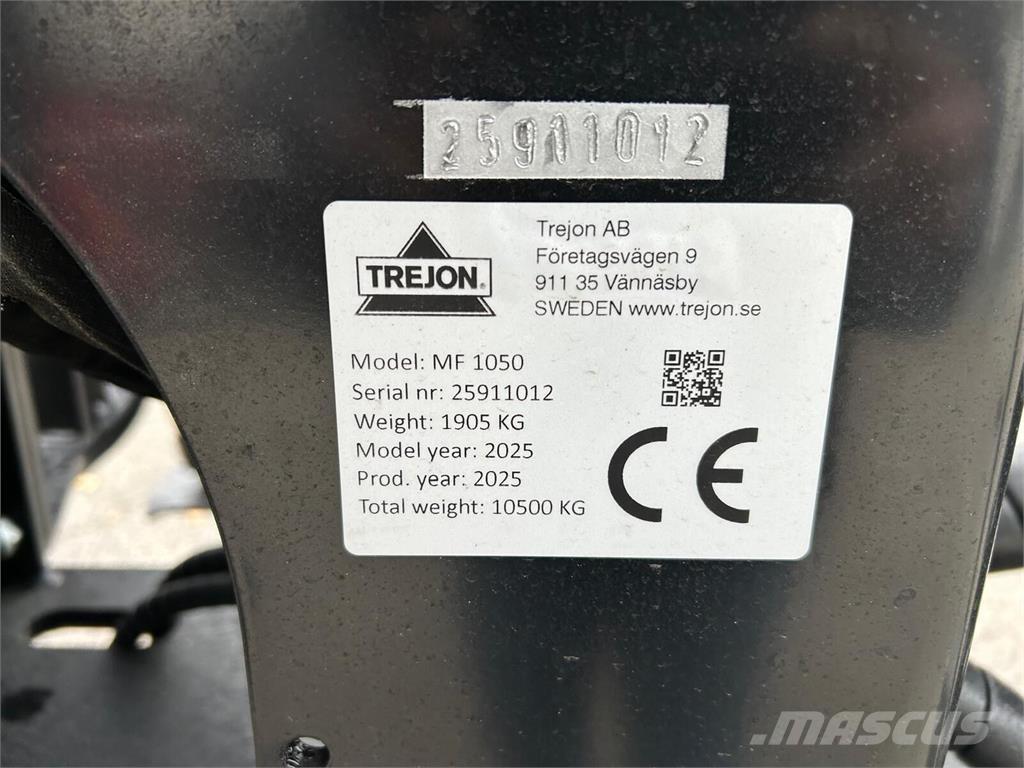 25911012
TREJON®
Trejon AB
Företagsvägen 9
911 35 Vännäsby
SWEDEN www.trejon.se
Model: MF 1050
Serial nr: 25911012
Weight: 1905 KG
Model year: 2025
Prod. year: 2025
Total weight: 10500 KG
CE
MASCUS